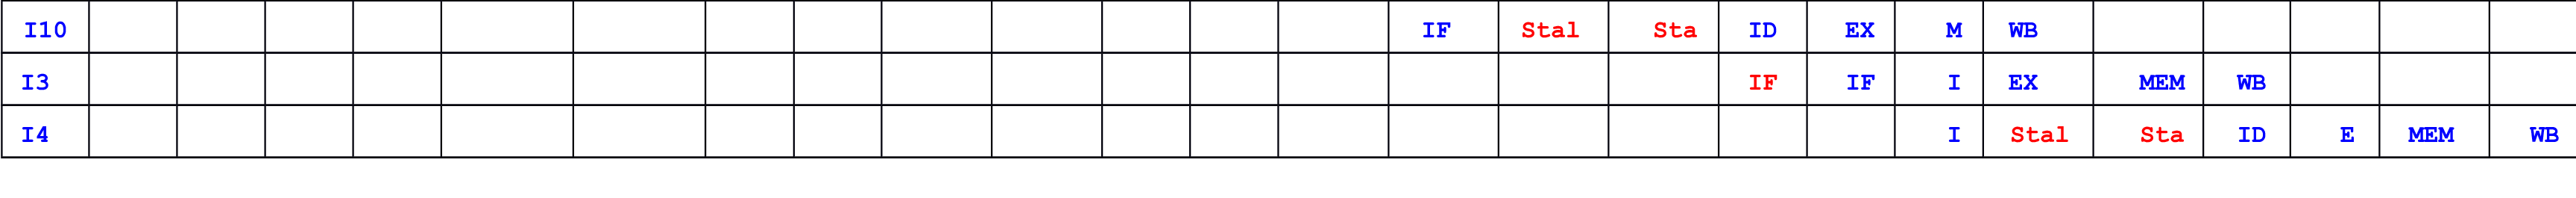 I10 IF Stal Sta ID EX M WB
I3 IF IF I EX MEM WB
I4 I Stal Sta ID E MEM WB